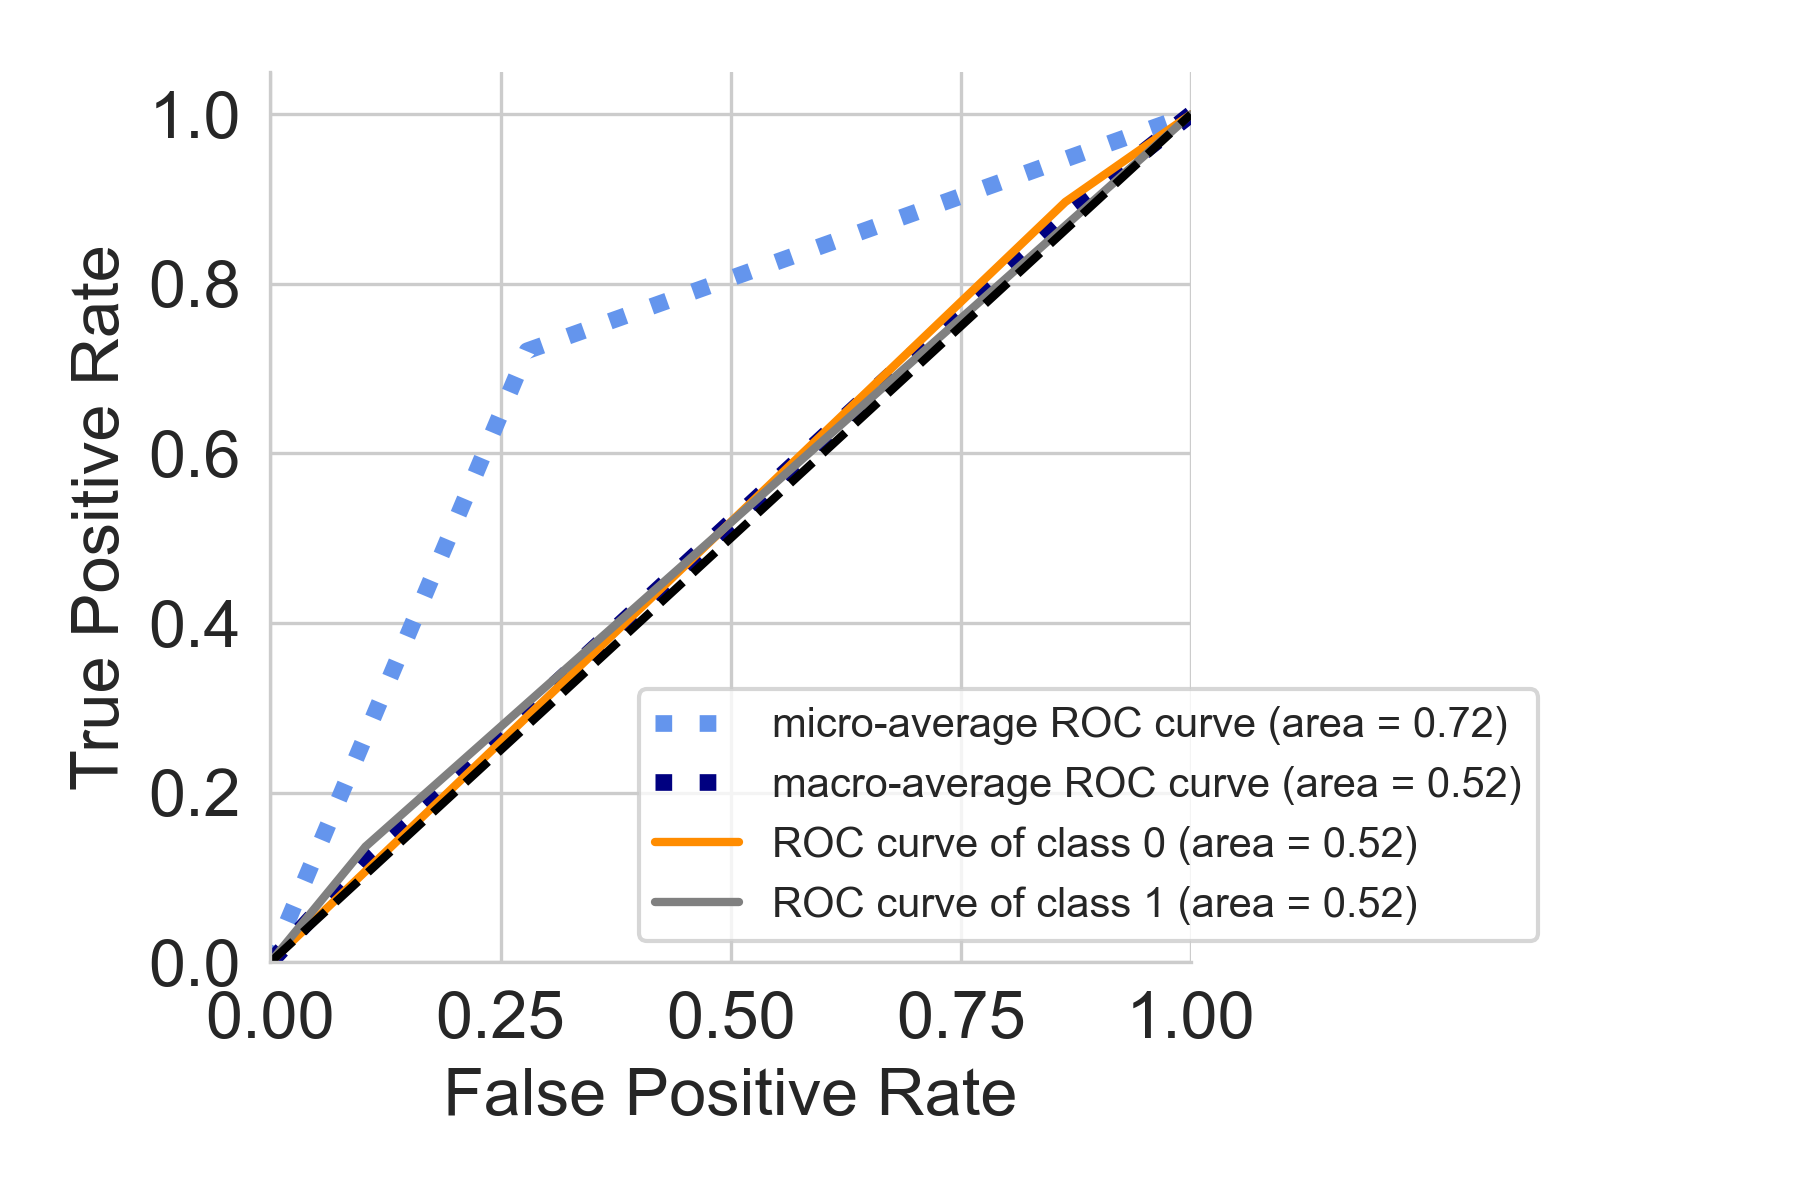 True Positive Rate
1.0
0.8
0.6
0.4
0.2
0.0
0.00 0.25 0.50 0.75 1.00
False Positive Rate
micro-average ROC curve (area = 0.72)
macro-average ROC curve (area = 0.52)
ROC curve of class 0 (area = 0.52)
ROC curve of class 1 (area = 0.52)